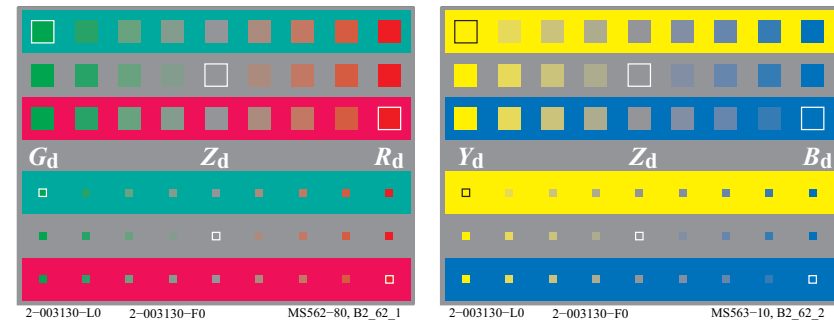 Gd Zd Rd
Yd Zd Bd
2−003130−L0 2−003130−F0 MS562−80, B2_62_1
2−003130−L0 2−003130−F0 MS563−10, B2_62_2